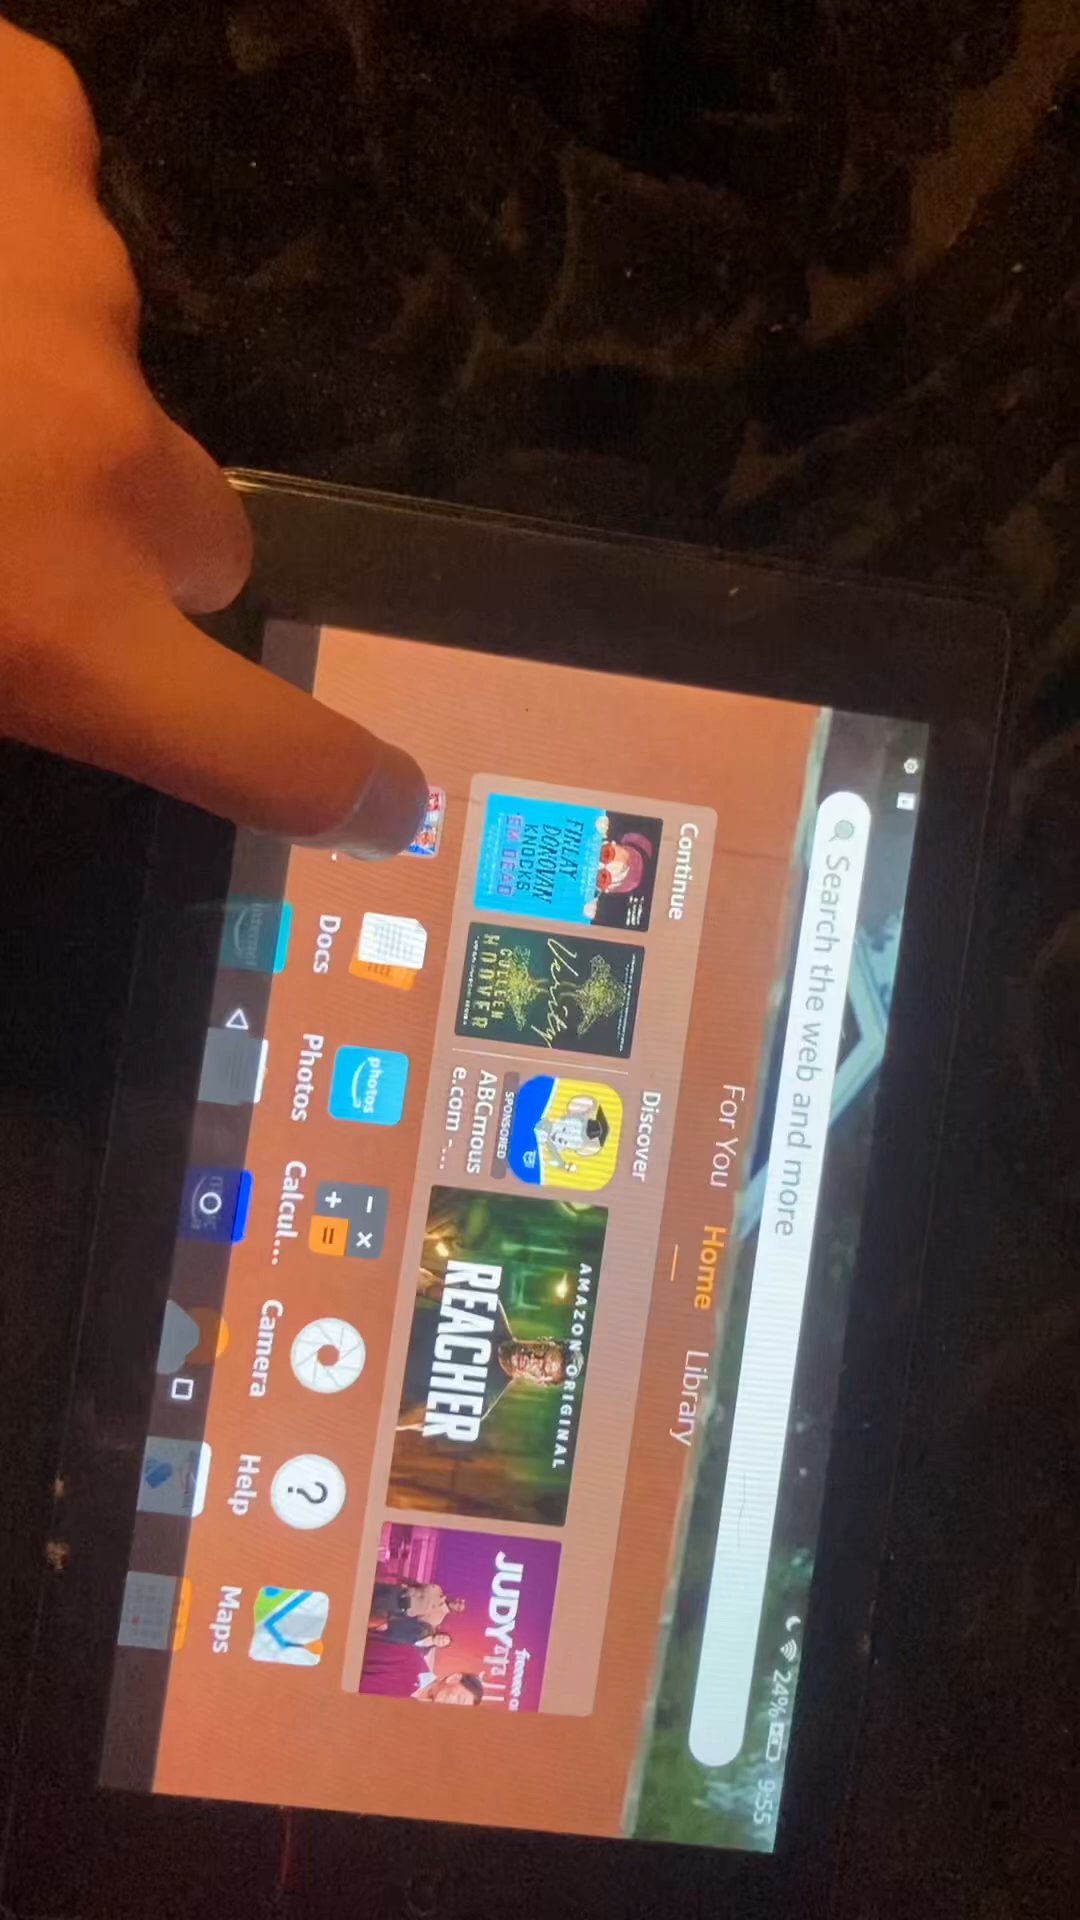 24% 9:55
Search the web and more
For You Home Library
Continue
Discover
FINLAY
DONOVAN
KNOCKS
'EM DEAD
Verity
COLLEEN
HOOVER
SPONSORED
ABCmous
e.com - ...
AMAZON ORIGINAL
REACHER
JUDY
freevee
photos
Docs
Photos
Calcul...
Camera
Help
Maps